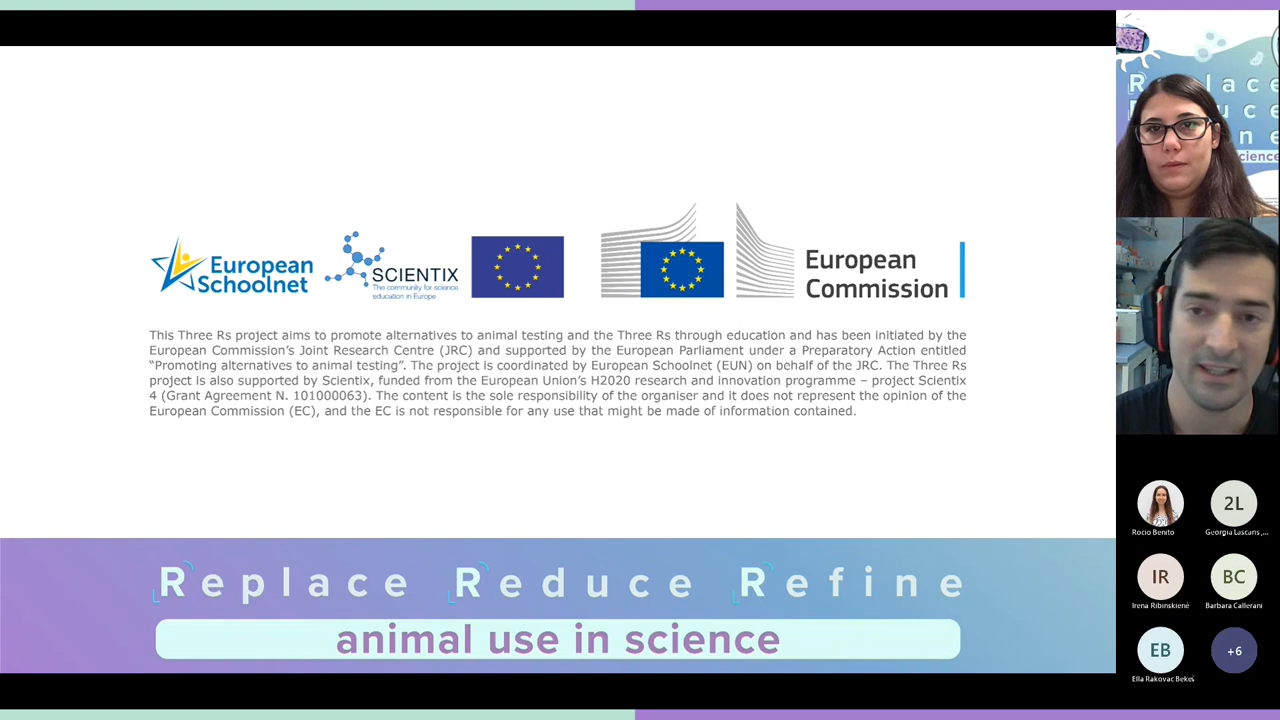 European
Schoolnet
SCIENTIX
The community for science
education in Europe
European
Commission
This Three Rs project aims to promote alternatives to animal testing and the Three Rs through education and has been initiated by the
European Commission's Joint Research Centre (JRC) and supported by the European Parliament under a Preparatory Action entitled
“Promoting alternatives to animal testing”. The project is coordinated by European Schoolnet (EUN) on behalf of the JRC. The Three Rs
project is also supported by Scientix, funded from the European Union's H2020 research and innovation programme – project Scientix
4 (Grant Agreement N. 101000063). The content is the sole responsibility of the organiser and it does not represent the opinion of the
European Commission (EC), and the EC is not responsible for any use that might be made of information contained.
Replace Reduce Refine
animal use in science
R lace
uce
ne
science
2L
Rocio Benito
Georgia Lascaris ,...
IR
BC
Irena Ribinskienė
Barbara Callerani
EB
+6
Ella Rakovac Bekeš